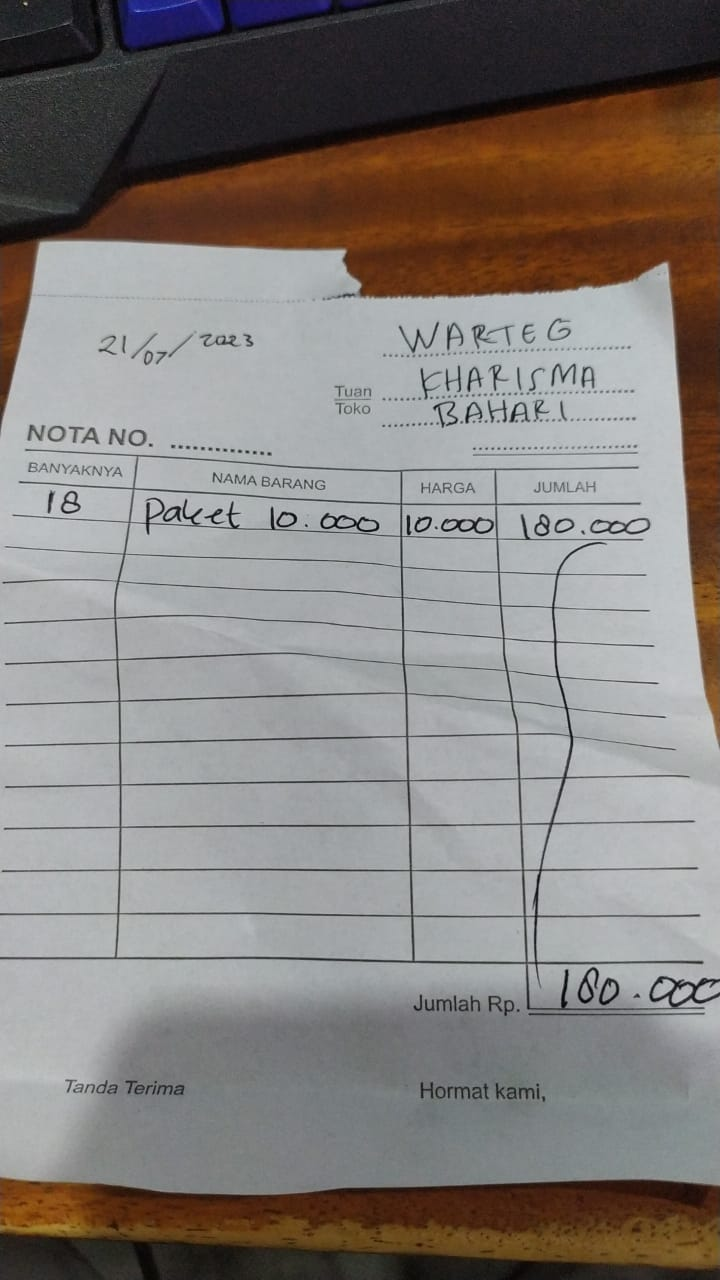 21/07/2023
WARTEG
Tuan
Toko
KHARISMA
BAHARI
NOTA NO. ..............
BANYAKNYA NAMA BARANG HARGA JUMLAH
18 Paket 10.000 10.000 180.000
Jumlah Rp. 180.000
Tanda Terima Hormat kami,